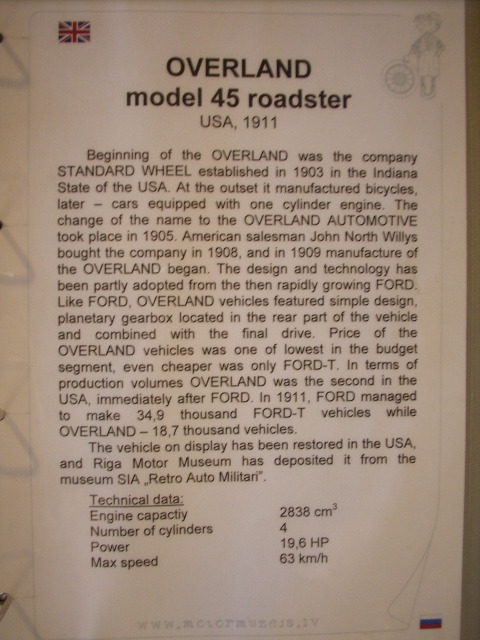 OVERLAND
model 45 roadster
USA, 1911
Beginning of the OVERLAND was the company
STANDARD WHEEL established in 1903 in the Indiana
State of the USA. At the outset it manufactured bicycles,
later – cars equipped with one cylinder engine. The
change of the name to the OVERLAND AUTOMOTIVE
took place in 1905. American salesman John North Willys
bought the company in 1908, and in 1909 manufacture of
the OVERLAND began. The design and technology has
been partly adopted from the then rapidly growing FORD.
Like FORD, OVERLAND vehicles featured simple design,
planetary gearbox located in the rear part of the vehicle
and combined with the final drive. Price of the
OVERLAND vehicles was one of lowest in the budget
segment, even cheaper was only FORD-T. In terms of
production volumes OVERLAND was the second in the
USA, immediately after FORD. In 1911, FORD managed
to make 34,9 thousand FORD-T vehicles while
OVERLAND – 18,7 thousand vehicles.
The vehicle on display has been restored in the USA,
and Riga Motor Museum has deposited it from the
museum SIA „Retro Auto Militari”.
Technical data:
Engine capactiy 2838 cm³
Number of cylinders 4
Power 19,6 HP
Max speed 63 km/h
www.motormuzejs.lv